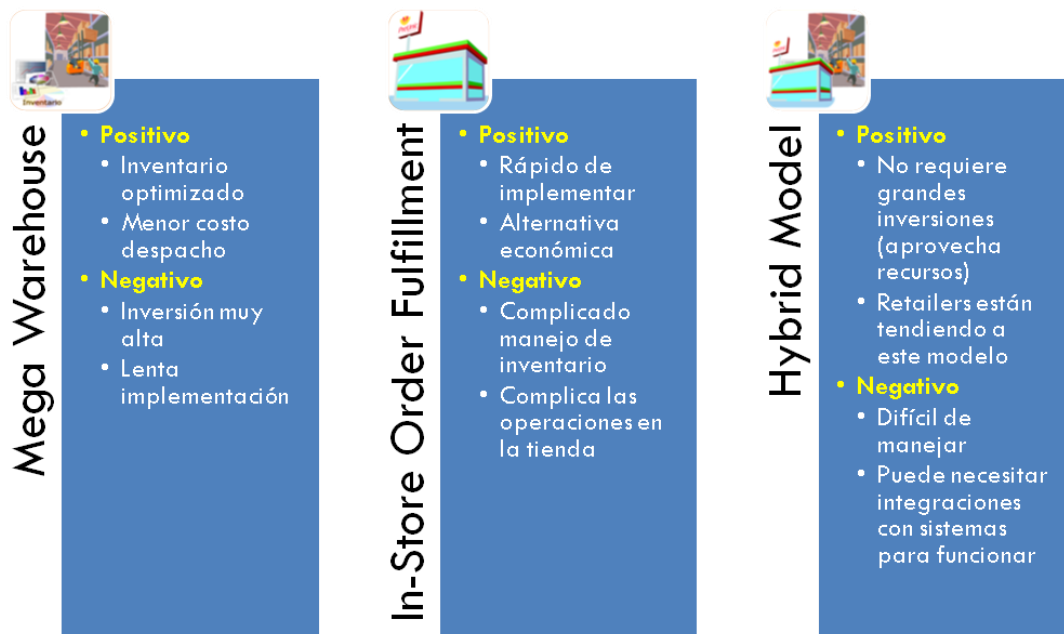 Inventario
Mega Warehouse
• Positivo
• Inventario
optimizado
• Menor costo
despacho
• Negativo
• Inversión muy
alta
• Lenta
implementación
In-Store Order Fulfillment
• Positivo
• Rápido de
implementar
• Alternativa
económica
• Negativo
• Complicado
manejo de
inventario
• Complica las
operaciones en
la tienda
Hybrid Model
• Positivo
• No requiere
grandes
inversiones
(aprovecha
recursos)
• Retailers están
tendiendo a
este modelo
• Negativo
• Difícil de
manejar
• Puede necesitar
integraciones
con sistemas
para funcionar